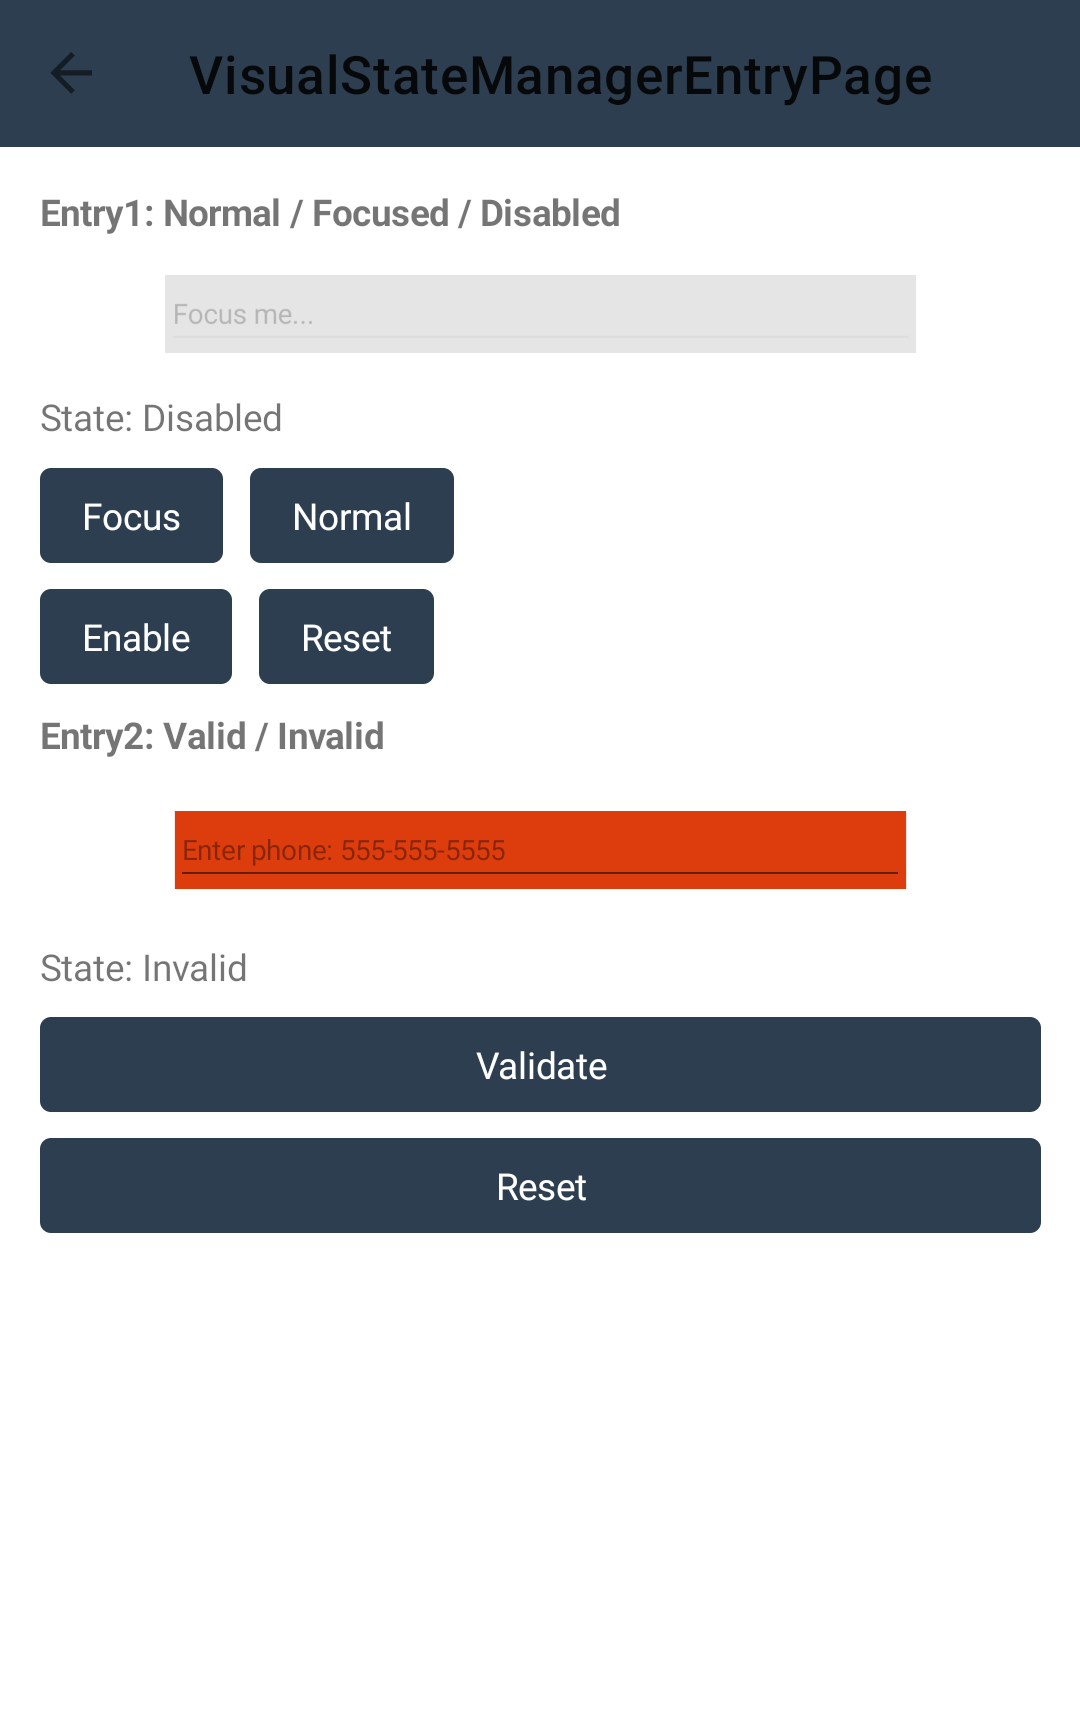 VisualStateManagerEntryPage
Entry1: Normal / Focused / Disabled
Focus me...
State: Disabled
Focus Normal
Enable Reset
Entry2: Valid / Invalid
Enter phone: 555-555-5555
State: Invalid
Validate
Reset